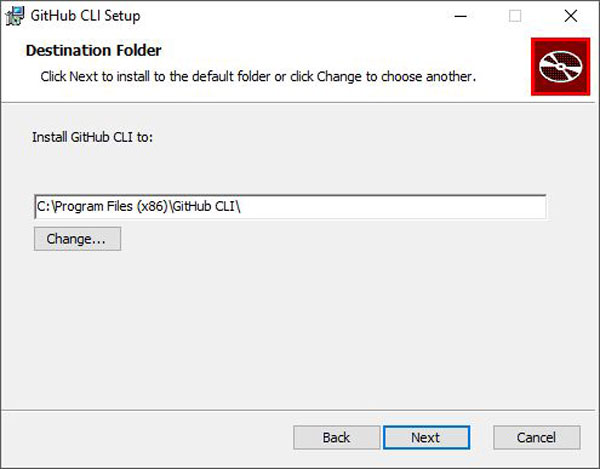 GitHub CLI Setup
Destination Folder
Click Next to install to the default folder or click Change to choose another.
Install GitHub CLI to:
C:\Program Files (x86)\GitHub CLI\
Change...
Back Next Cancel